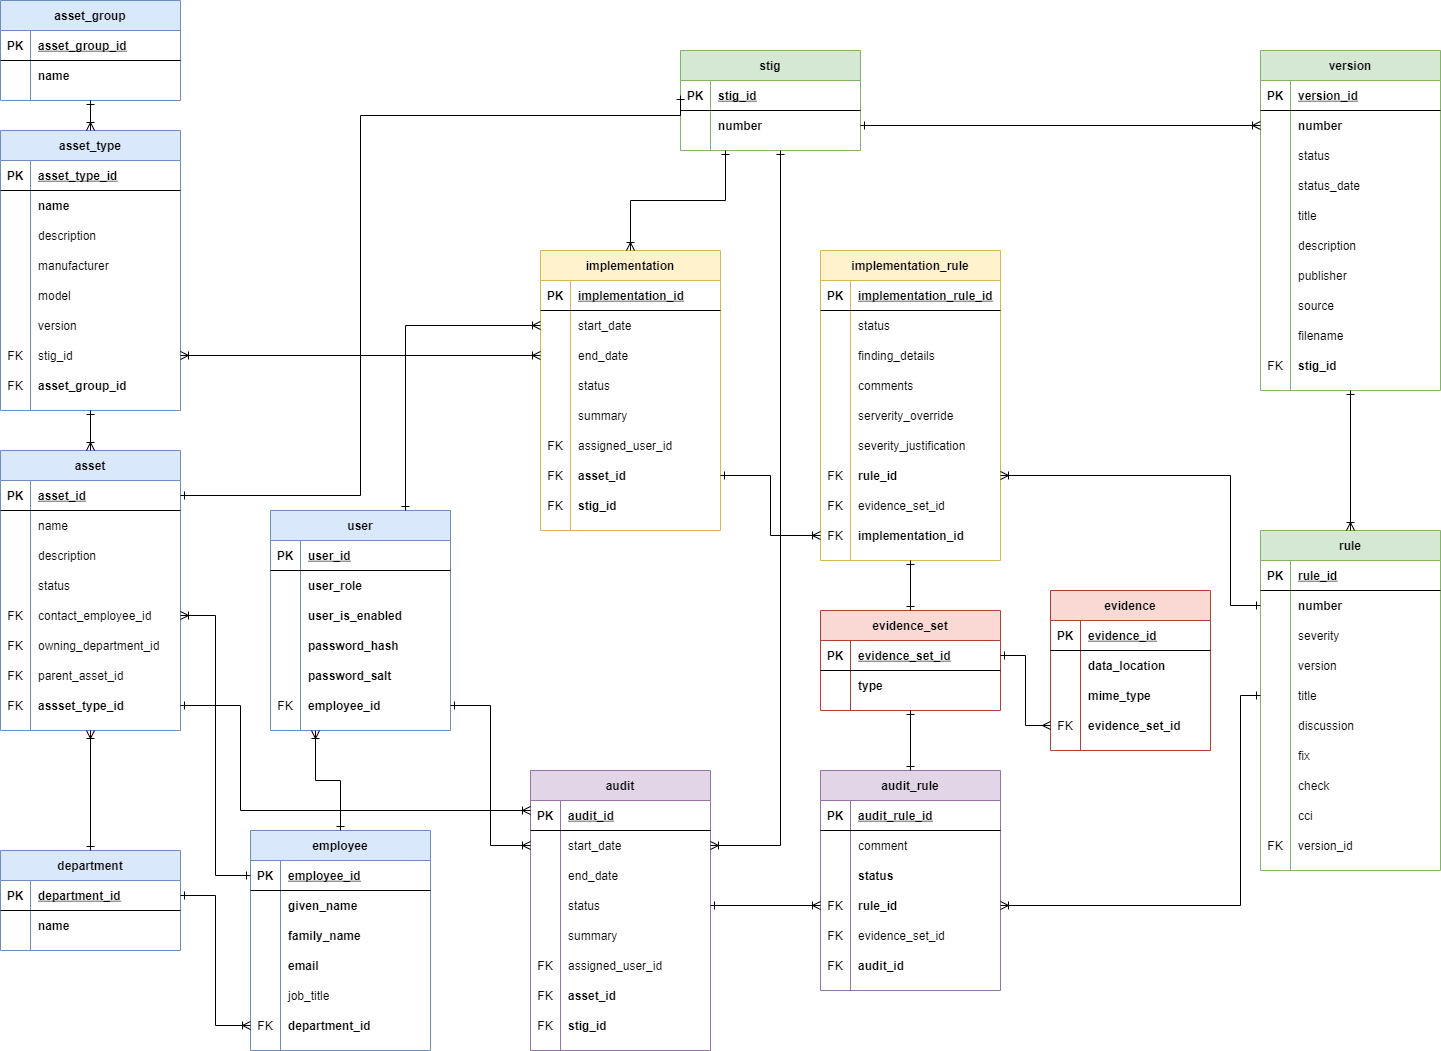 asset_group
PK asset_group_id
name
asset_type
PK asset_type_id
name
description
manufacturer
model
version
FK stig_id
FK asset_group_id
asset
PK asset_id
name
description
status
FK contact_employee_id
FK owning_department_id
FK parent_asset_id
FK assset_type_id
department
PK department_id
name
user
PK user_id
user_role
user_is_enabled
password_hash
password_salt
FK employee_id
employee
PK employee_id
given_name
family_name
email
job_title
FK department_id
stig
PK stig_id
number
implementation
PK implementation_id
start_date
end_date
status
summary
FK assigned_user_id
FK asset_id
FK stig_id
audit
PK audit_id
start_date
end_date
status
summary
FK assigned_user_id
FK asset_id
FK stig_id
implementation_rule
PK implementation_rule_id
status
finding_details
comments
serverity_override
severity_justification
FK rule_id
FK evidence_set_id
FK implementation_id
evidence_set
PK evidence_set_id
type
evidence
PK evidence_id
data_location
mime_type
FK evidence_set_id
audit_rule
PK audit_rule_id
comment
status
FK rule_id
FK evidence_set_id
FK audit_id
version
PK version_id
number
status
status_date
title
description
publisher
source
filename
FK stig_id
rule
PK rule_id
number
severity
version
title
discussion
fix
check
cci
FK version_id